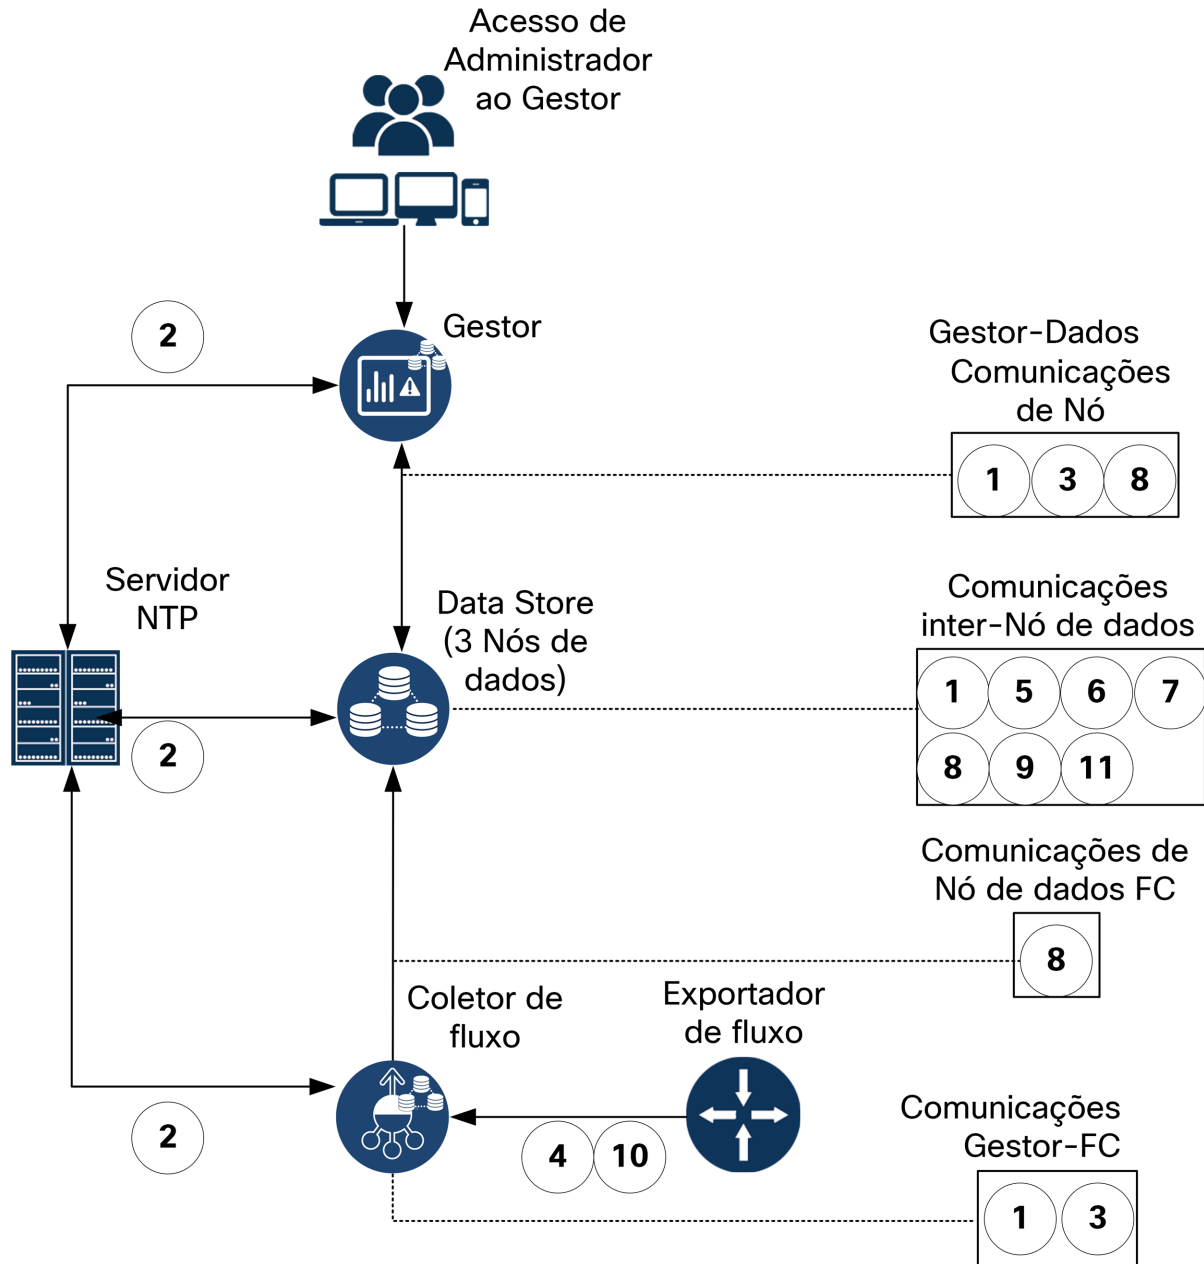 Acesso de
Administrador
ao Gestor
2
Gestor
Gestor-Dados
Comunicações
de Nó
1 3 8
Servidor
NTP
Data Store
(3 Nós de
dados)
Comunicações
inter-Nó de dados
1 5 6 7
8 9 11
2
Comunicações de
Nó de dados FC
8
Coletor de
fluxo
Exportador
de fluxo
2
4 10
Comunicações
Gestor-FC
1 3